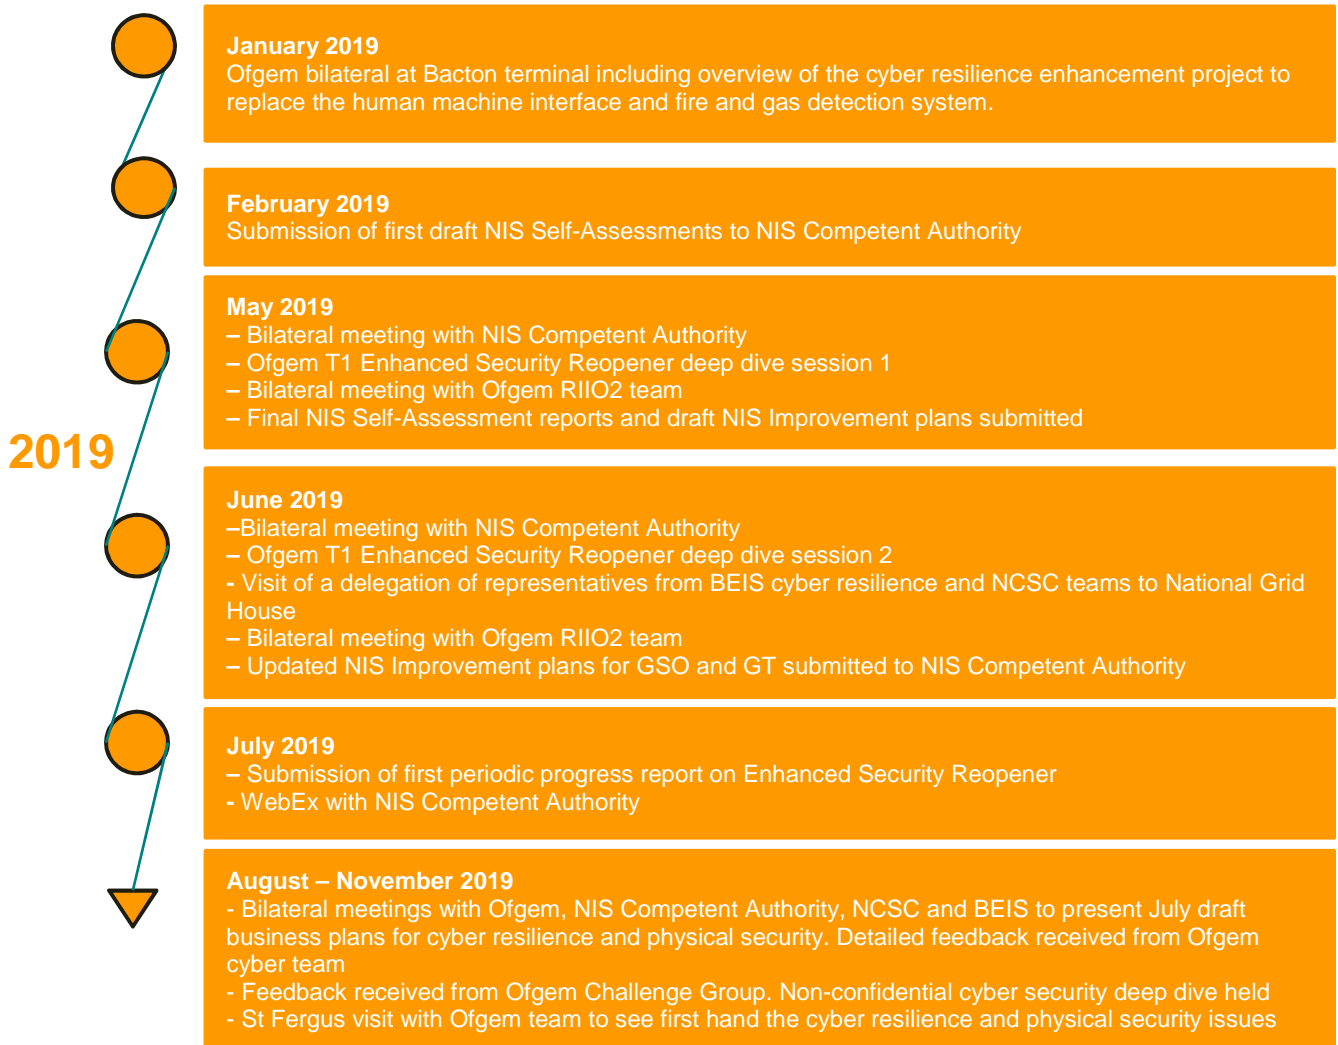 January 2019
Ofgem bilateral at Bacton terminal including overview of the cyber resilience enhancement project to
replace the human machine interface and fire and gas detection system.
February 2019
Submission of first draft NIS Self-Assessments to NIS Competent Authority
May 2019
– Bilateral meeting with NIS Competent Authority
– Ofgem T1 Enhanced Security Reopener deep dive session 1
– Bilateral meeting with Ofgem RIIO2 team
– Final NIS Self-Assessment reports and draft NIS Improvement plans submitted
2019
June 2019
–Bilateral meeting with NIS Competent Authority
– Ofgem T1 Enhanced Security Reopener deep dive session 2
- Visit of a delegation of representatives from BEIS cyber resilience and NCSC teams to National Grid
House
– Bilateral meeting with Ofgem RIIO2 team
– Updated NIS Improvement plans for GSO and GT submitted to NIS Competent Authority
July 2019
– Submission of first periodic progress report on Enhanced Security Reopener
- WebEx with NIS Competent Authority
August – November 2019
- Bilateral meetings with Ofgem, NIS Competent Authority, NCSC and BEIS to present July draft
business plans for cyber resilience and physical security. Detailed feedback received from Ofgem
cyber team
- Feedback received from Ofgem Challenge Group. Non-confidential cyber security deep dive held
- St Fergus visit with Ofgem team to see first hand the cyber resilience and physical security issues